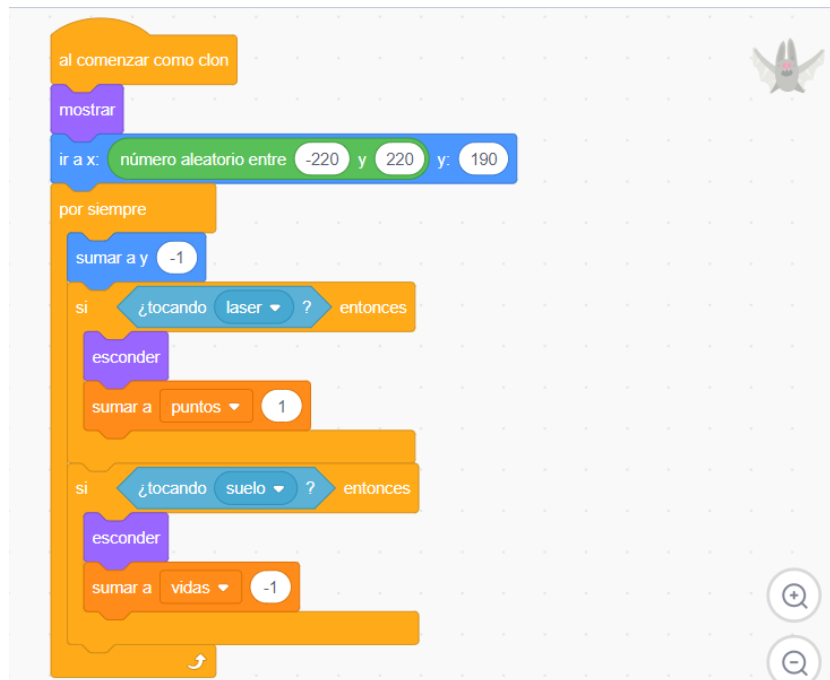 al comenzar como clon
mostrar
ir a x: número aleatorio entre -220 y 220 y: 190
por siempre
sumar a y -1
si ¿tocando laser ? entonces
esconder
sumar a puntos 1
si ¿tocando suelo ? entonces
esconder
sumar a vidas -1